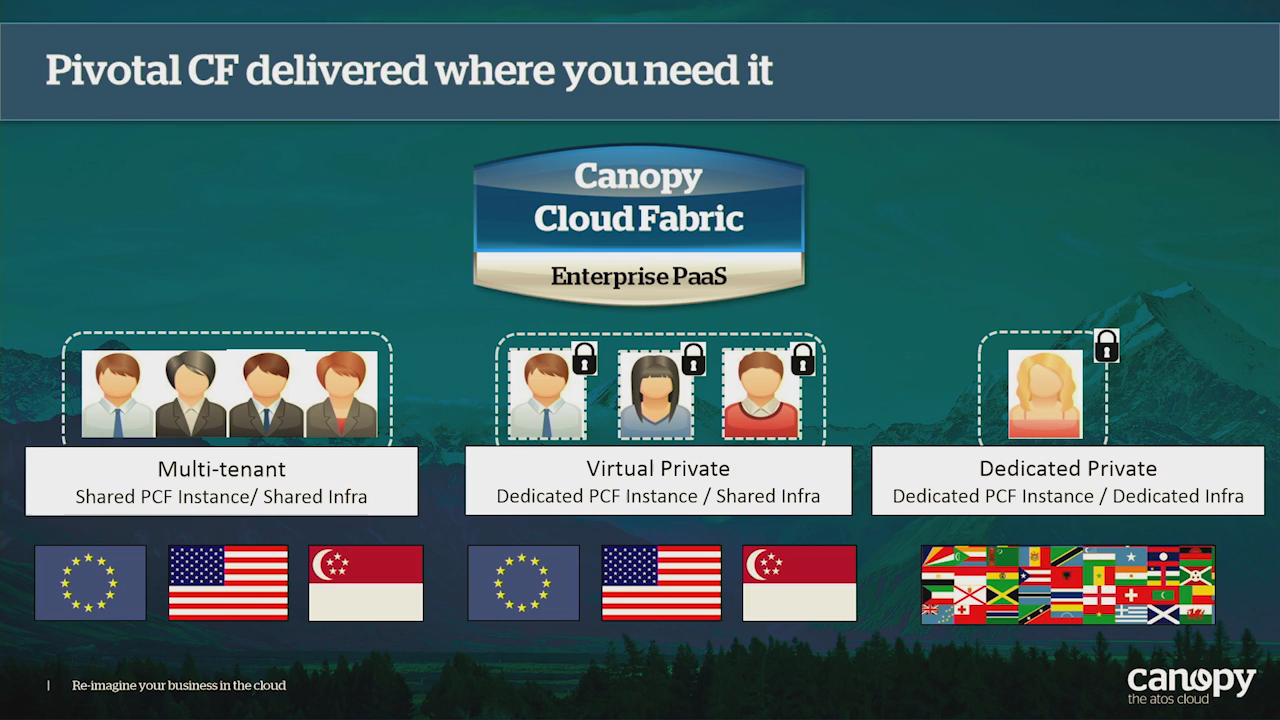 Pivotal CF delivered where you need it
Canopy
Cloud Fabric
Enterprise PaaS
Multi-tenant
Shared PCF Instance/ Shared Infra
Virtual Private
Dedicated PCF Instance / Shared Infra
Dedicated Private
Dedicated PCF Instance / Dedicated Infra
| Re-imagine your business in the cloud
canopy
the atos cloud